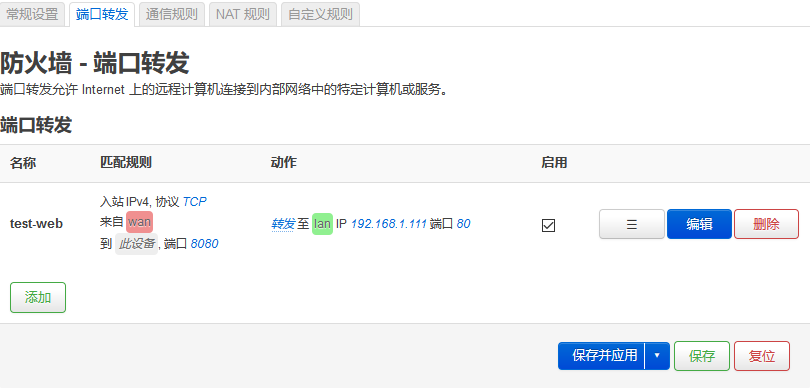 常规设置 端口转发 通信规则 NAT 规则 自定义规则
防火墙 - 端口转发
端口转发允许 Internet 上的远程计算机连接到内部网络中的特定计算机或服务。
端口转发
名称 匹配规则 动作 启用
入站 IPv4, 协议 TCP
来自 wan
到 此设备, 端口 8080
test-web 转发 至 lan IP 192.168.1.111 端口 80 ☰ 编辑 删除
添加
保存并应用 保存 复位